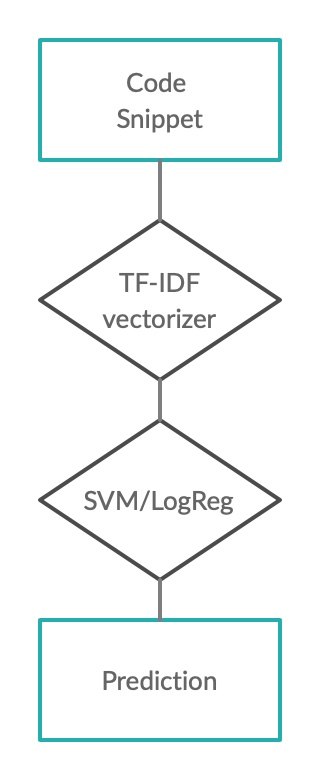 Code
Snippet
TF-IDF
vectorizer
SVM/LogReg
Prediction